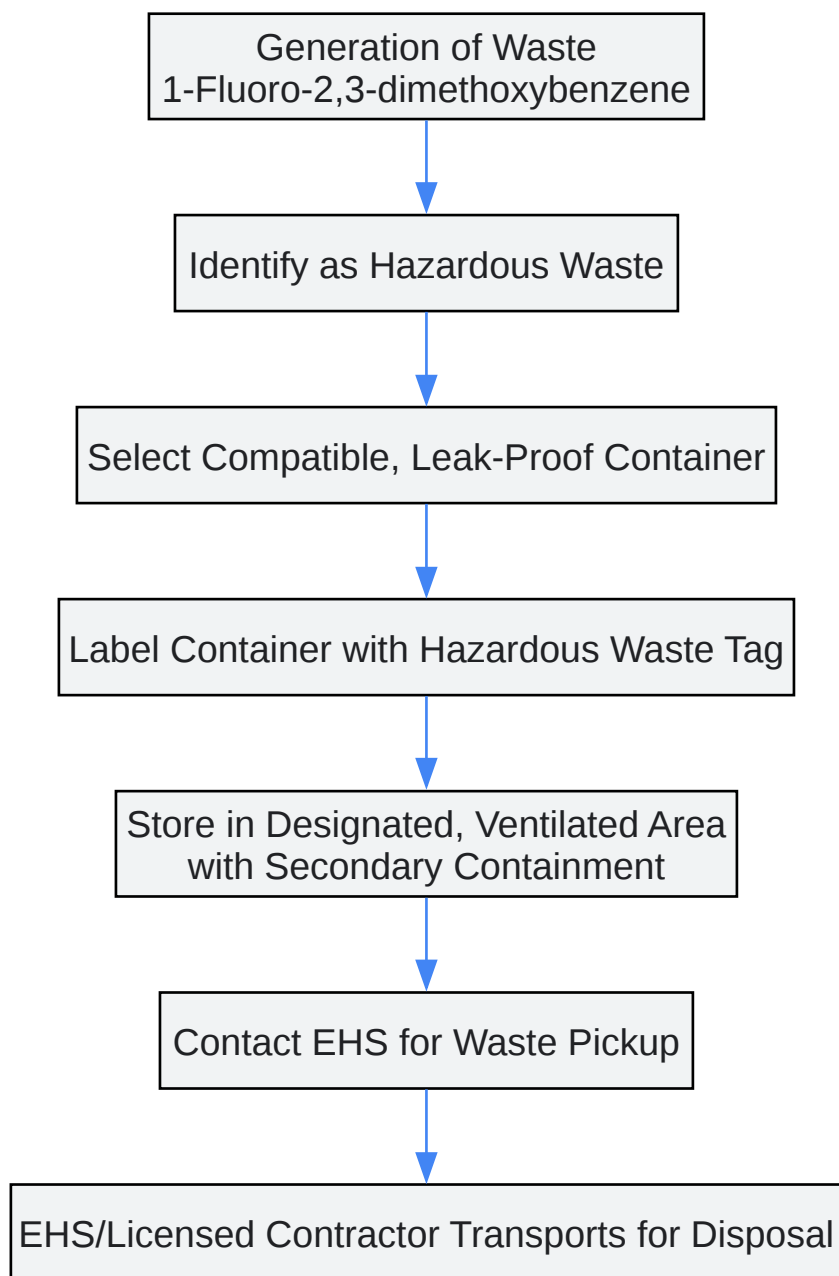 Generation of Waste
1-Fluoro-2,3-dimethoxybenzene
Identify as Hazardous Waste
Select Compatible, Leak-Proof Container
Label Container with Hazardous Waste Tag
Store in Designated, Ventilated Area
with Secondary Containment
Contact EHS for Waste Pickup
EHS/Licensed Contractor Transports for Disposal